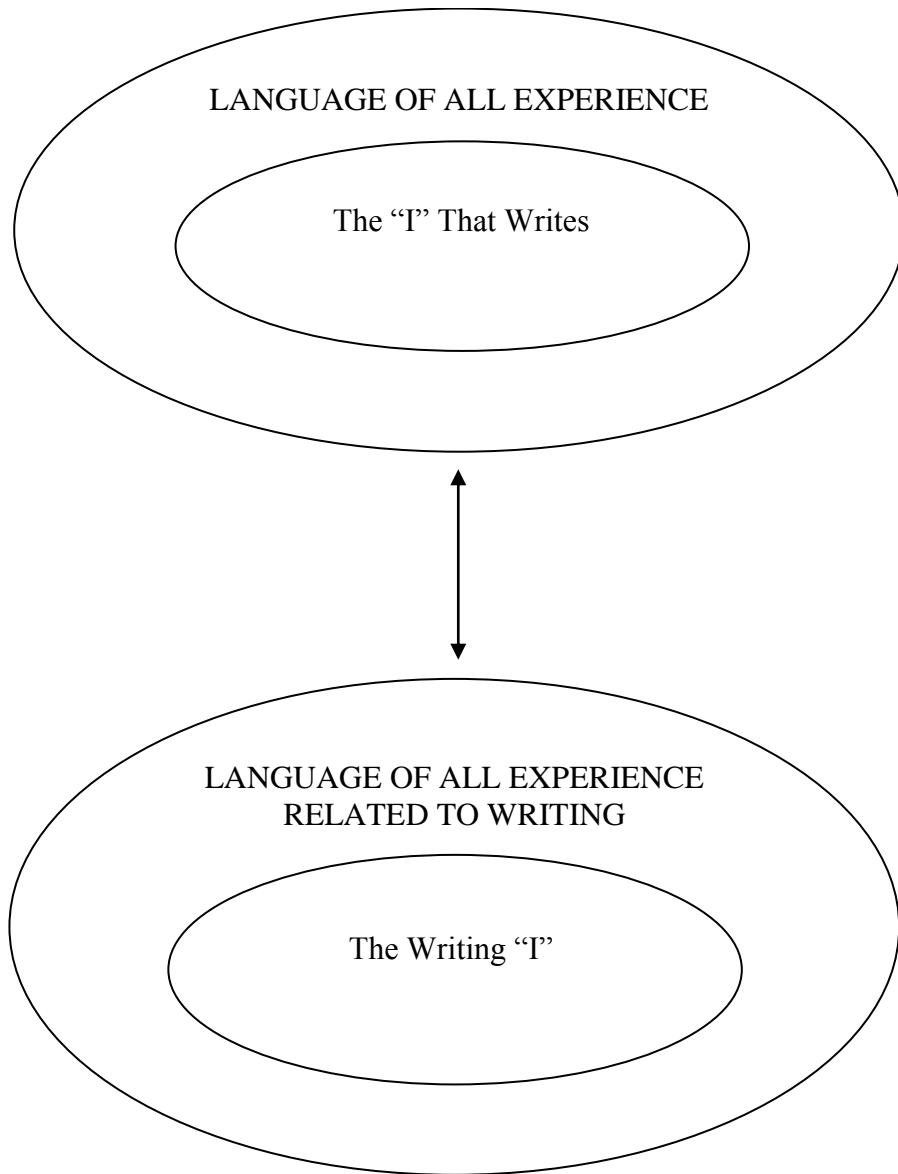 LANGUAGE OF ALL EXPERIENCE
The “I” That Writes
LANGUAGE OF ALL EXPERIENCE
RELATED TO WRITING
The Writing “I”